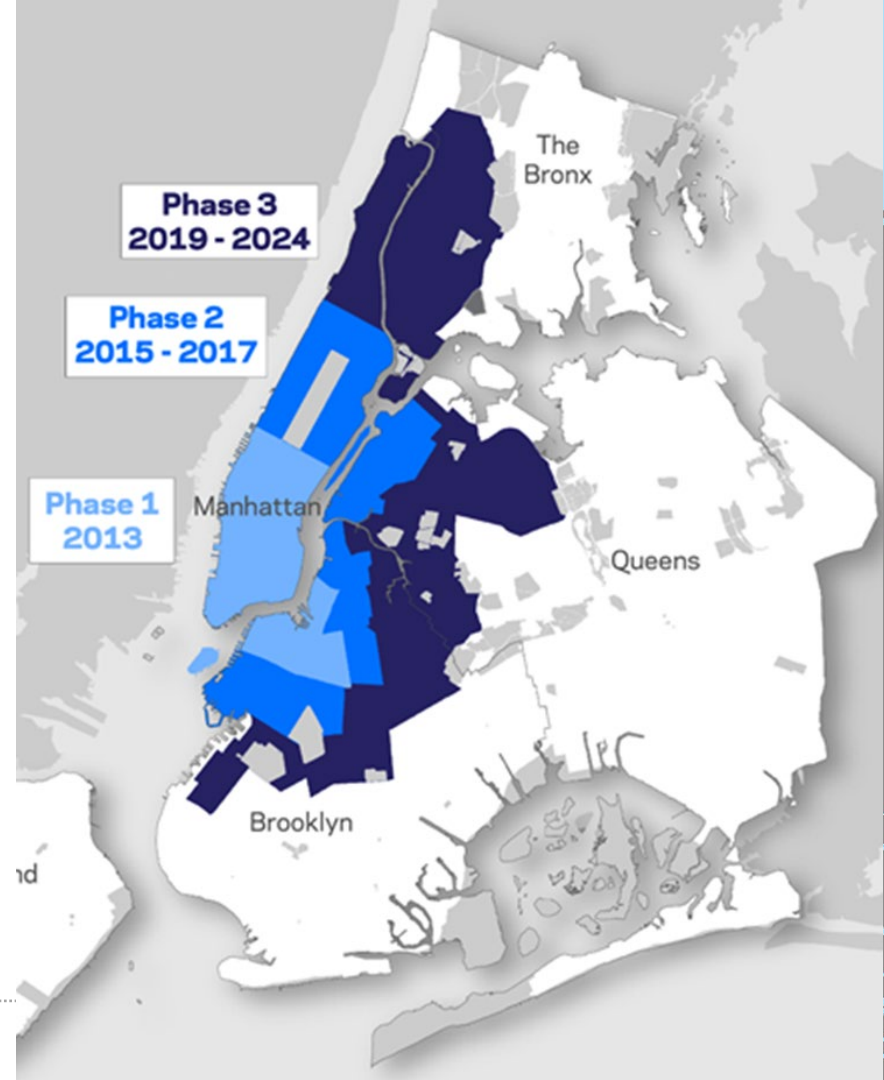 The
Bronx
Phase 3
2019 - 2024
Phase 2
2015 - 2017
Phase 1
2013
Manhattan
Queens
Brooklyn
nd